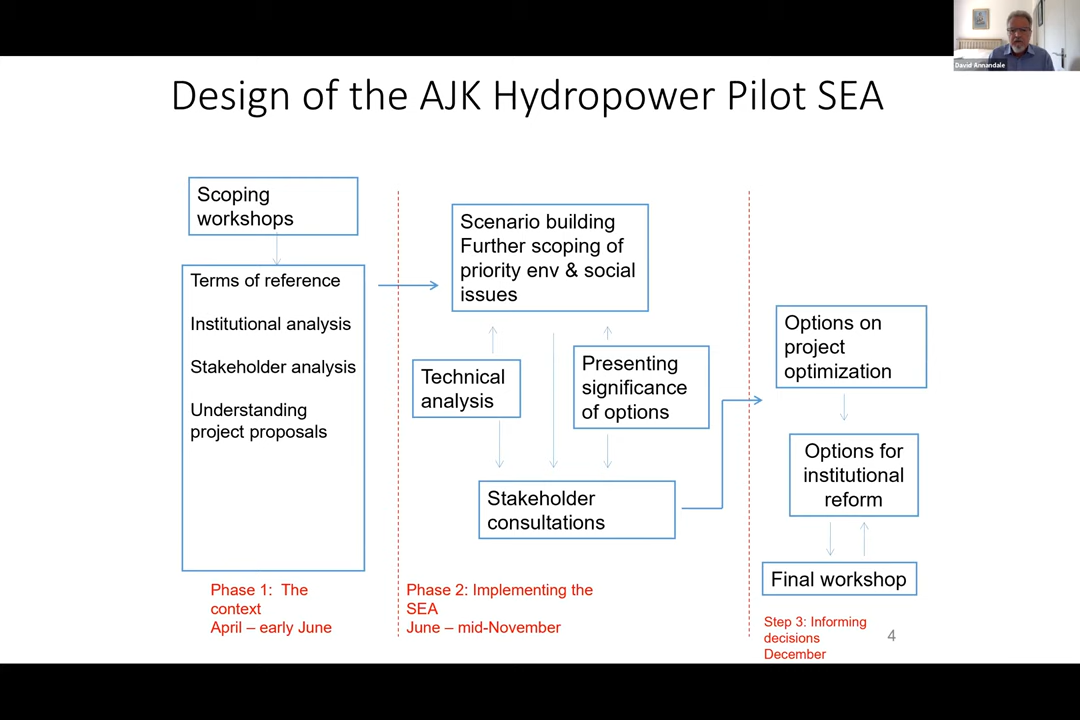 David Annandale
Design of the AJK Hydropower Pilot SEA
Scoping
workshops
Terms of reference
Institutional analysis
Stakeholder analysis
Understanding
project proposals
Phase 1: The
context
April – early June
Scenario building
Further scoping of
priority env & social
issues
Technical
analysis
Presenting
significance
of options
Stakeholder
consultations
Phase 2: Implementing the
SEA
June – mid-November
Options on
project
optimization
Options for
institutional
reform
Final workshop
Step 3: Informing
decisions
December
4